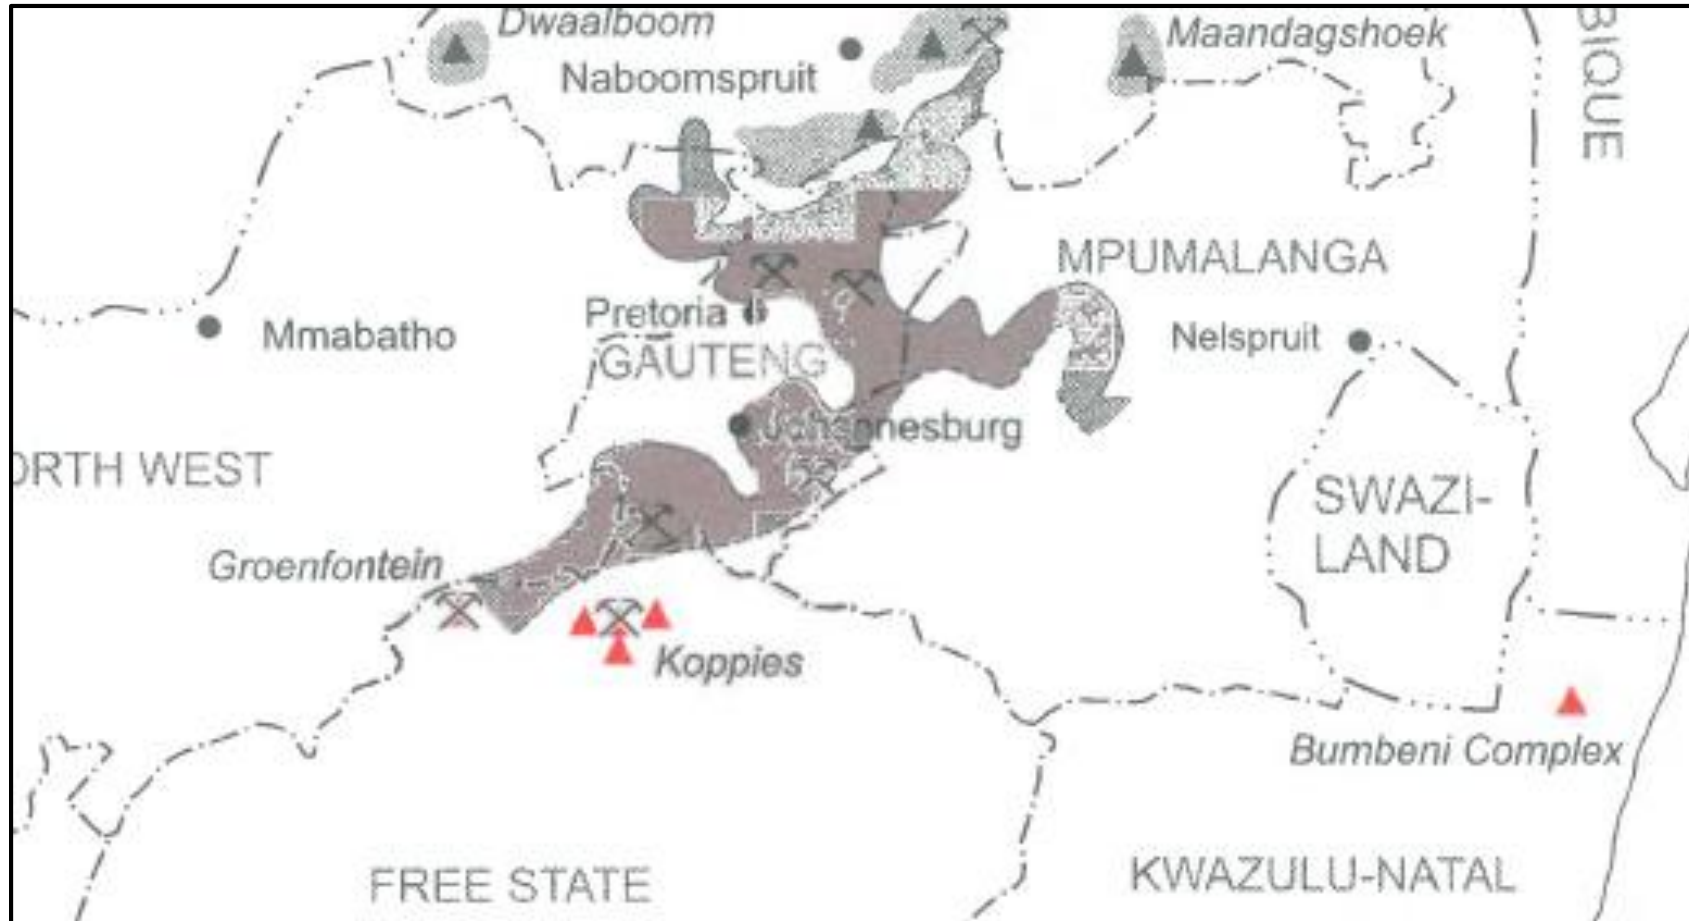 Dwaalboom
Maandagshoek
Naboomspruit
BIQUE
MPUMALANGA
Pretoria
Mmabatho
Nelspruit
GAUTENG
Johannesburg
ORTH WEST
SWAZI-
LAND
Groenfontein
Koppies
Bumbeni Complex
FREE STATE
KWAZULU-NATAL